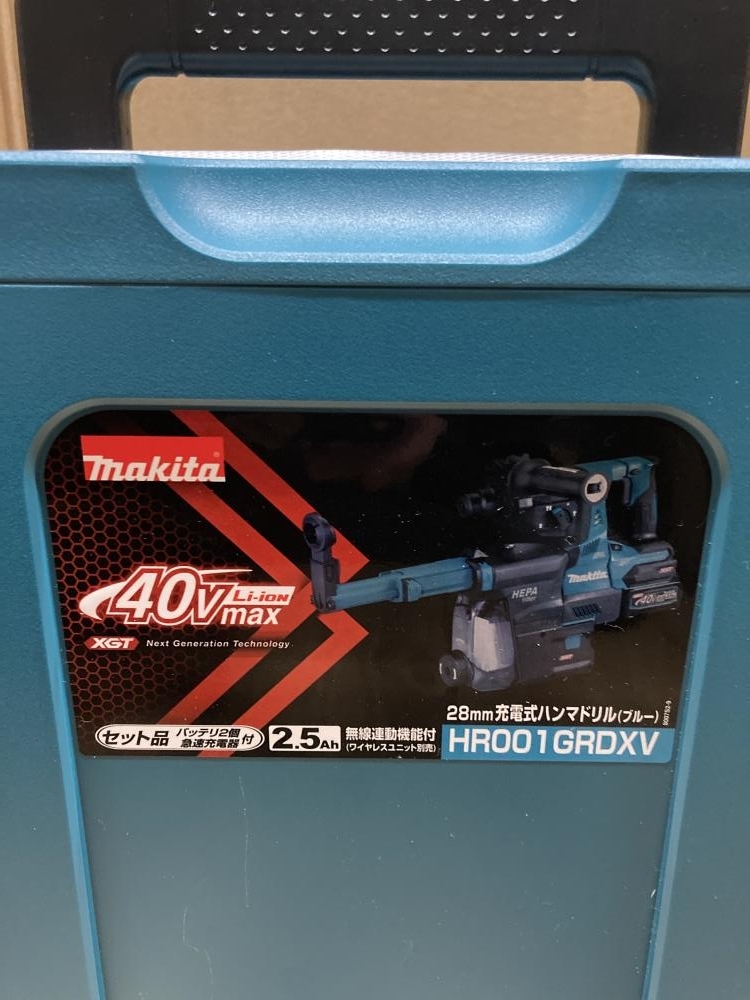 makita
40Vmax Li-ion
XGT Next Generation Technology
HEPA
makita
40Vmax
28mm充電式ハンマドリル(ブルー)
セット品 バッテリ2個 急速充電器 付 2.5Ah 無線連動機能付 (ワイヤレスユニット別売)
HR001GRDXV